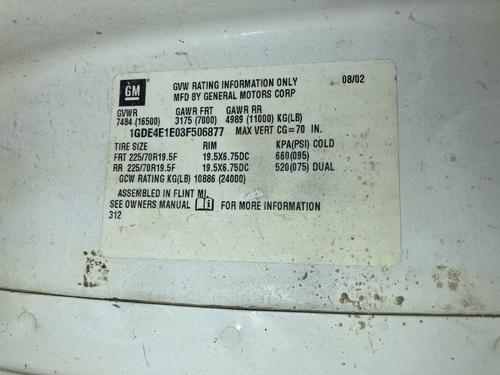 GM
GVW RATING INFORMATION ONLY 08/02
MFD BY GENERAL MOTORS CORP
GVWR GAWR FRT GAWR RR
7484 (16500) 3175 (7000) 4989 (11000) KG(LB)
1GDE4E1E03F506877 MAX VERT CG=70 IN.
TIRE SIZE RIM KPA(PSI) COLD
FRT 225/70R19.5F 19.5X6.75DC 660(095)
RR 225/70R19.5F 19.5X6.75DC 520(075) DUAL
GCW RATING KG(LB) 10886 (24000)
ASSEMBLED IN FLINT MI.
SEE OWNERS MANUAL FOR MORE INFORMATION
312